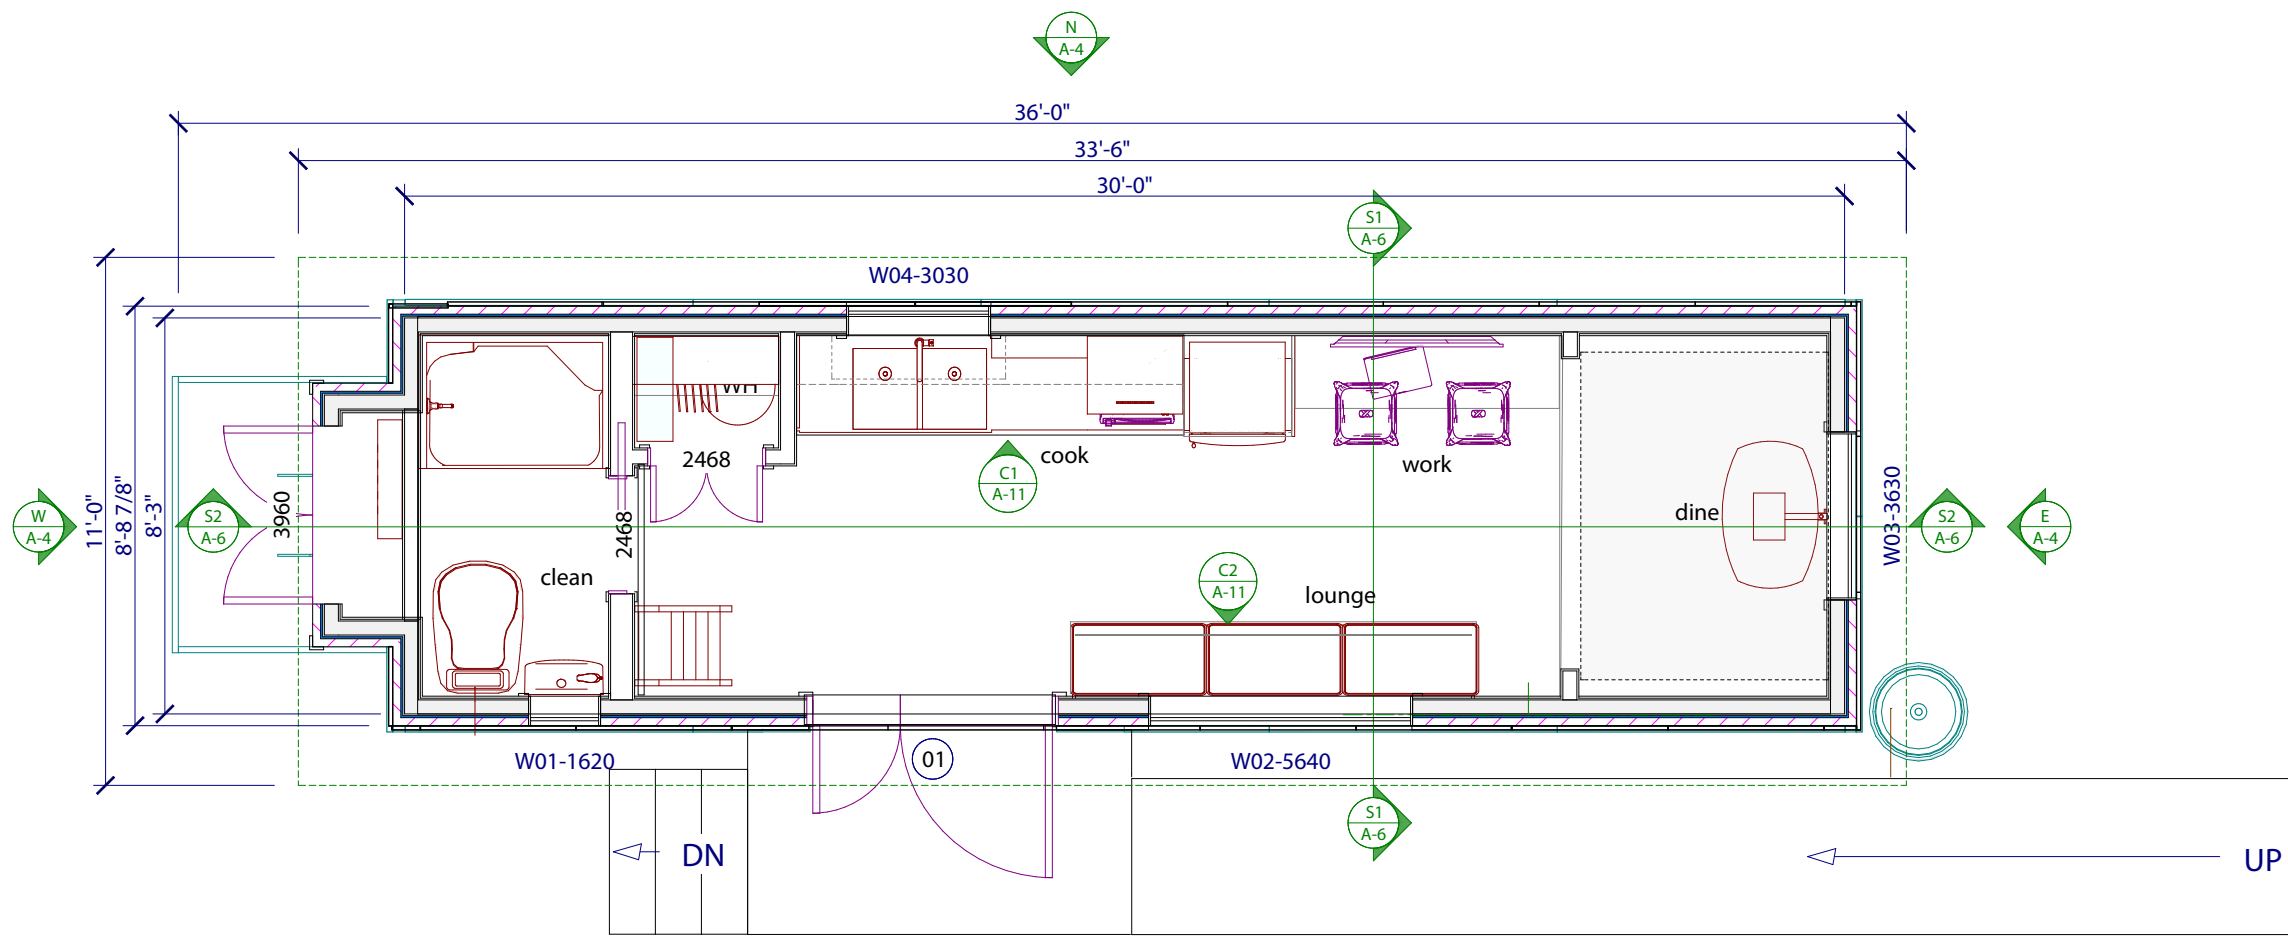 N
A-4
36'-0"
33'-6"
30'-0"
S1
A-6
W04-3030
WH
2468
cook
C1
A-11
work
W
A-4
11'-0"
8'-8 7/8"
8'-3"
S2
A-6
3960
2468
clean
C2
A-11
lounge
dine
W03-3630
S2
A-6
E
A-4
W01-1620
01
W02-5640
S1
A-6
DN
UP